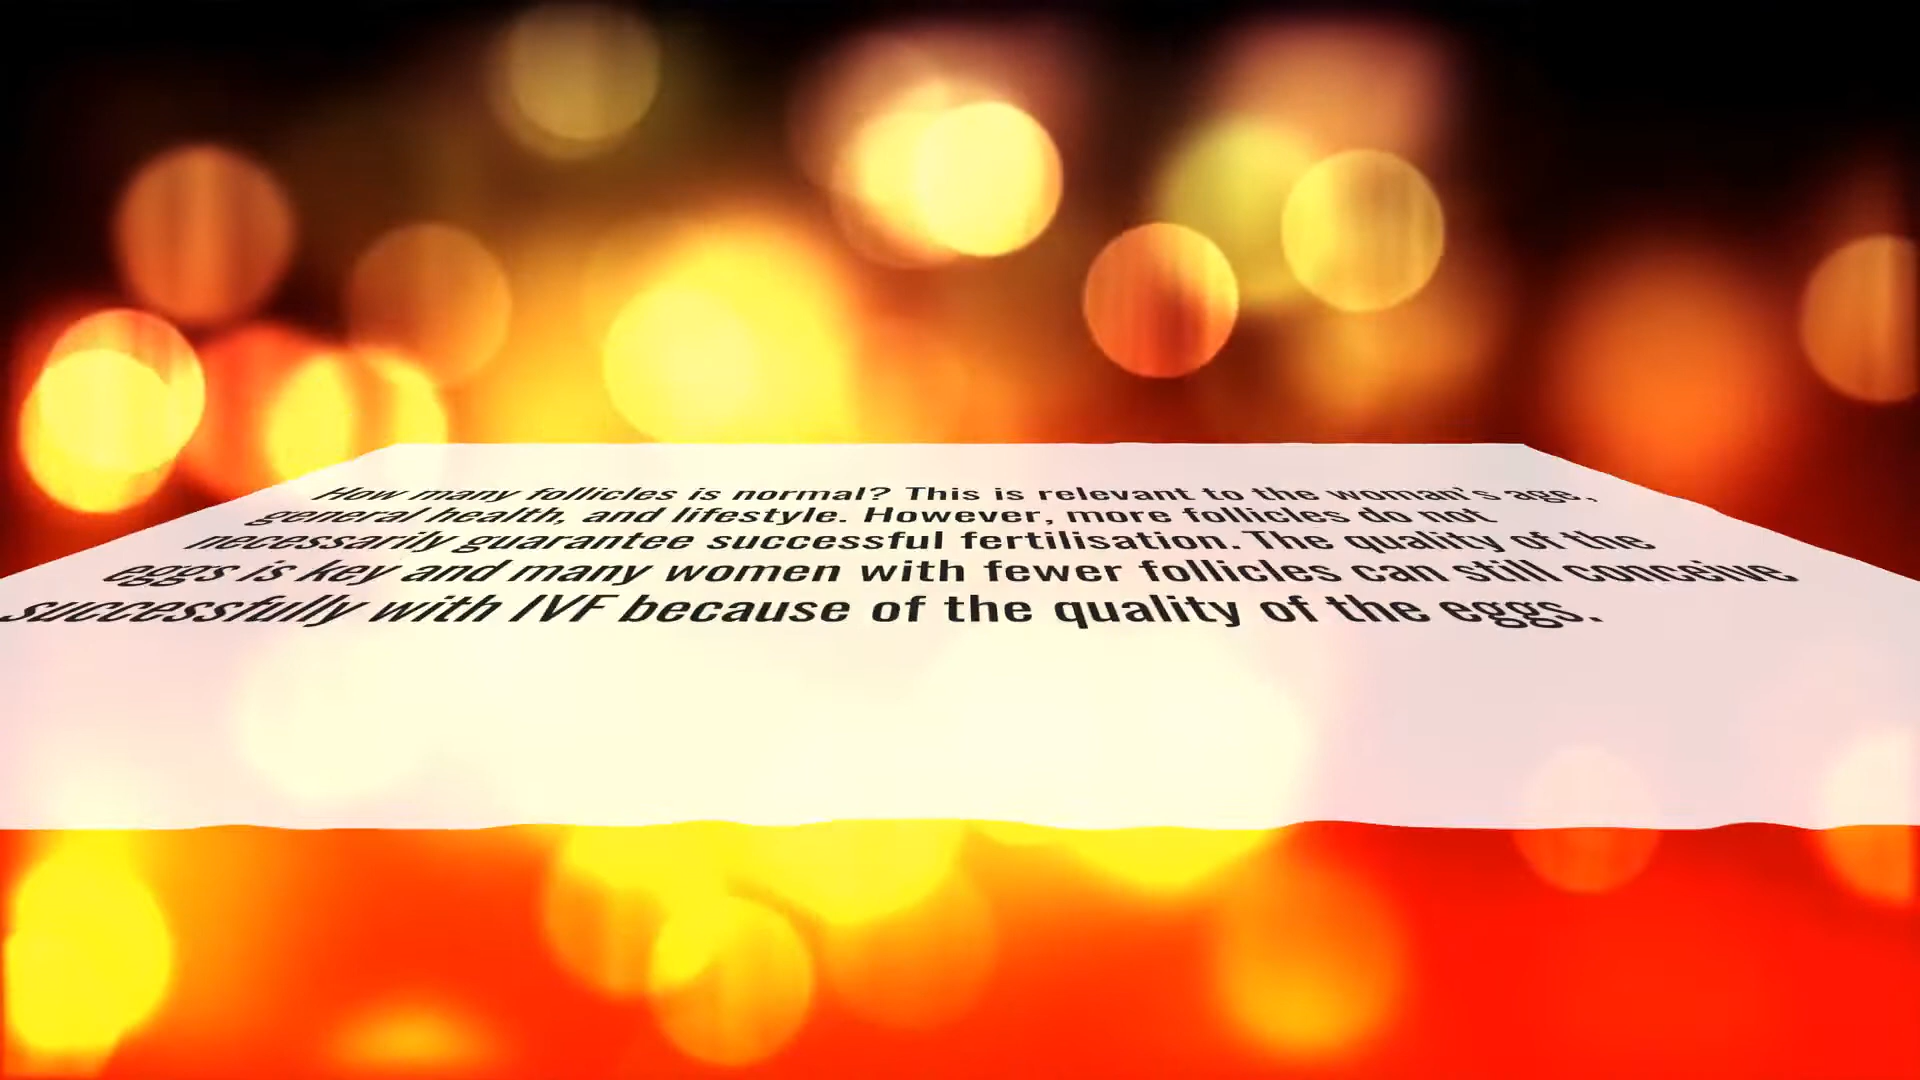 How many follicles is normal? This is relevant to the woman's age,
general health, and lifestyle. However, more follicles do not
necessarily guarantee successful fertilisation. The quality of the
eggs is key and many women with fewer follicles can still conceive
successfully with IVF because of the quality of the eggs.